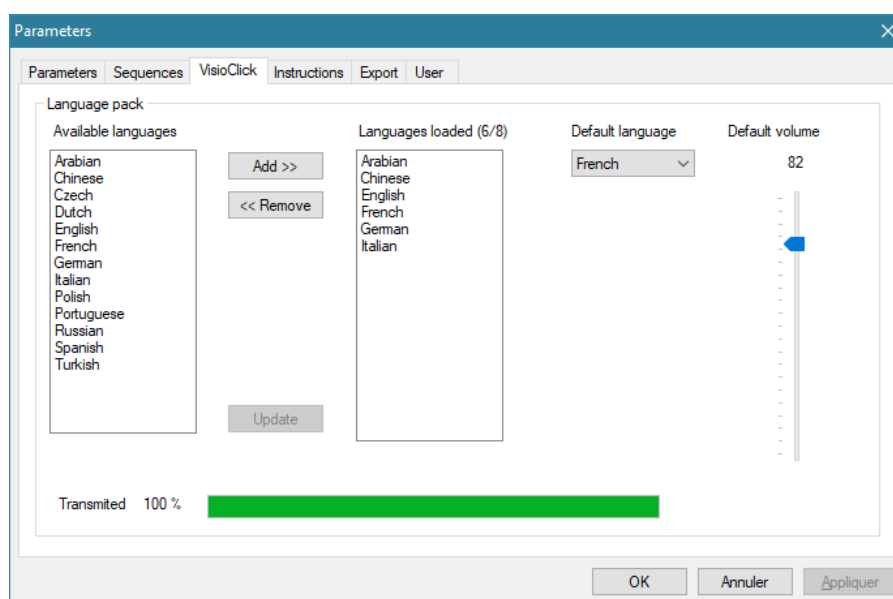 Parameters
Parameters Sequences VisioClick Instructions Export User
Language pack
Available languages
Arabian
Chinese
Czech
Dutch
English
French
German
Italian
Polish
Portuguese
Russian
Spanish
Turkish
Add >>
<< Remove
Update
Languages loaded (6/8)
Arabian
Chinese
English
French
German
Italian
Default language
French
Default volume
82
Transmited 100 %
OK Annuler Appliquer